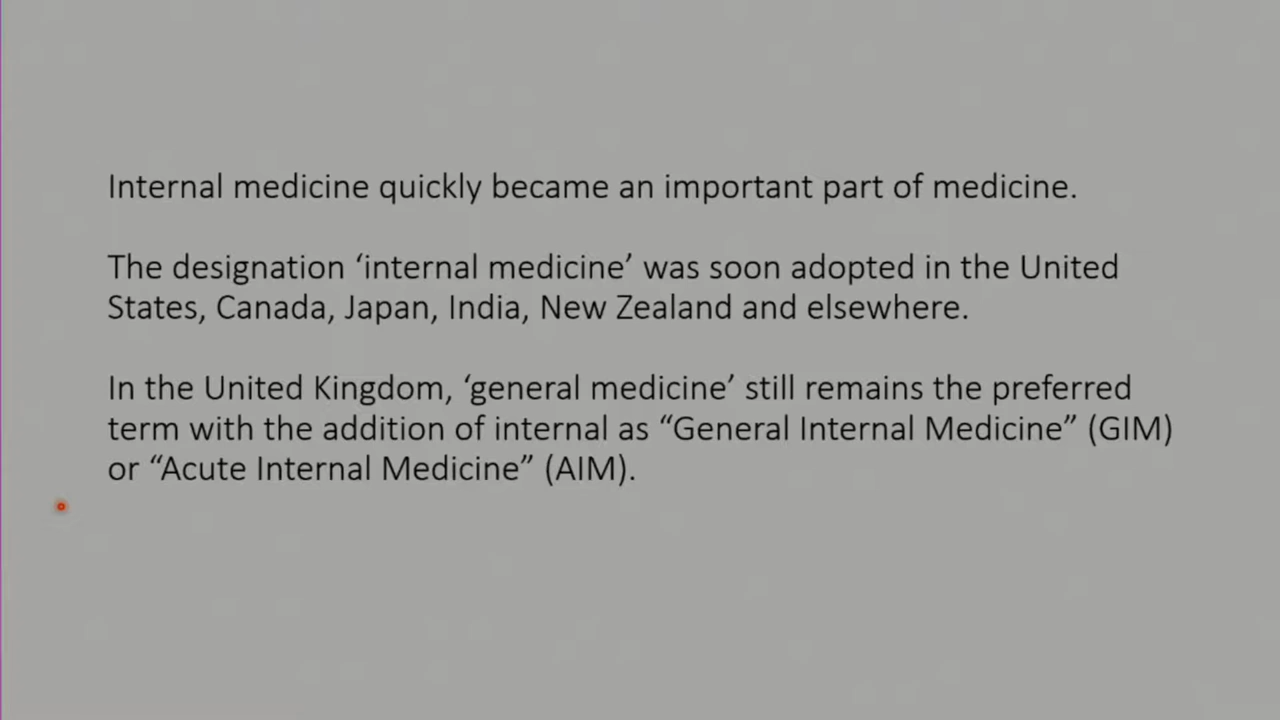 Internal medicine quickly became an important part of medicine.
The designation ‘internal medicine’ was soon adopted in the United
States, Canada, Japan, India, New Zealand and elsewhere.
In the United Kingdom, ‘general medicine’ still remains the preferred
term with the addition of internal as “General Internal Medicine” (GIM)
or “Acute Internal Medicine” (AIM).